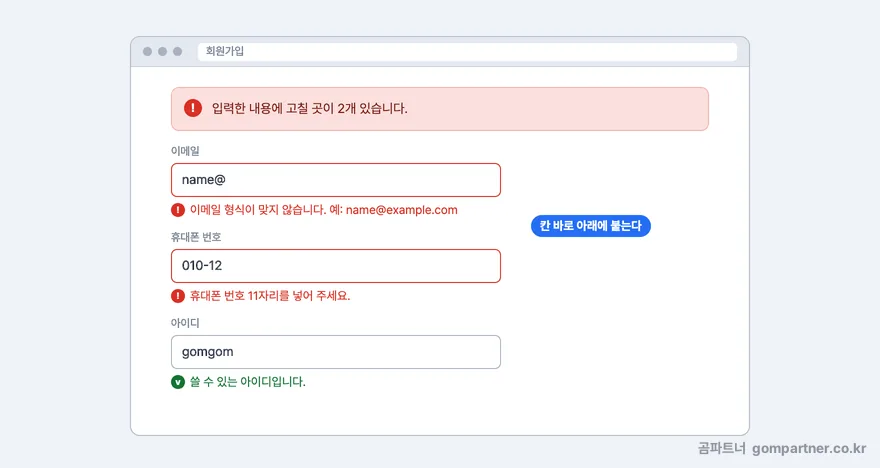 회원가입
입력한 내용에 고칠 곳이 2개 있습니다.
이메일
name@
이메일 형식이 맞지 않습니다. 예: name@example.com
칸 바로 아래에 붙는다
휴대폰 번호
010-12
휴대폰 번호 11자리를 넣어 주세요.
아이디
gomgom
쓸 수 있는 아이디입니다.
곰파트너 gompartner.co.kr